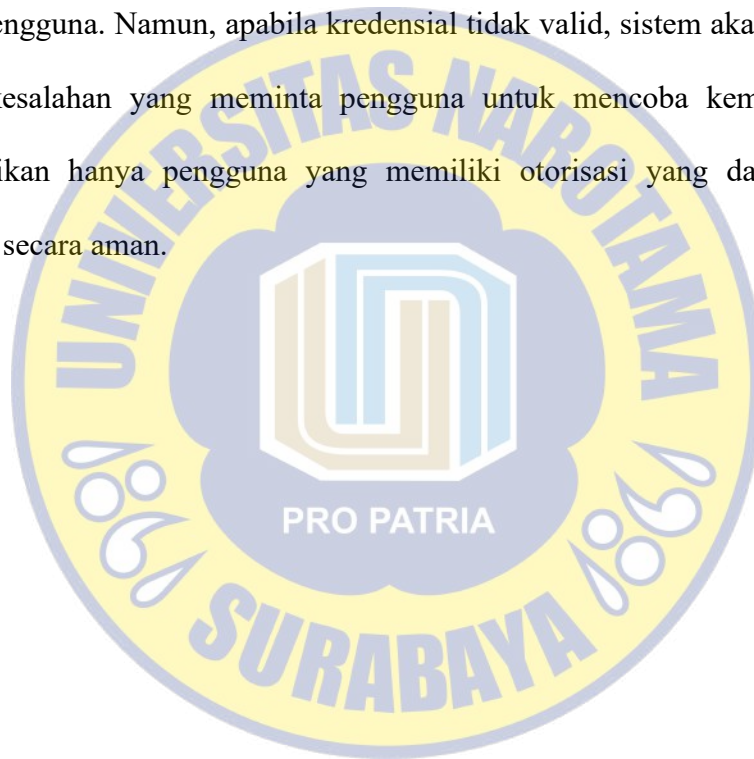 engguna. Namun, apabila kredensial tidak valid, sistem aka
kesalahan yang meminta pengguna untuk mencoba kem
ikan hanya pengguna yang memiliki otorisasi yang da
secara aman.
UNIVERSITAS NAROTAMA
PRO PATRIA
SURABAYA